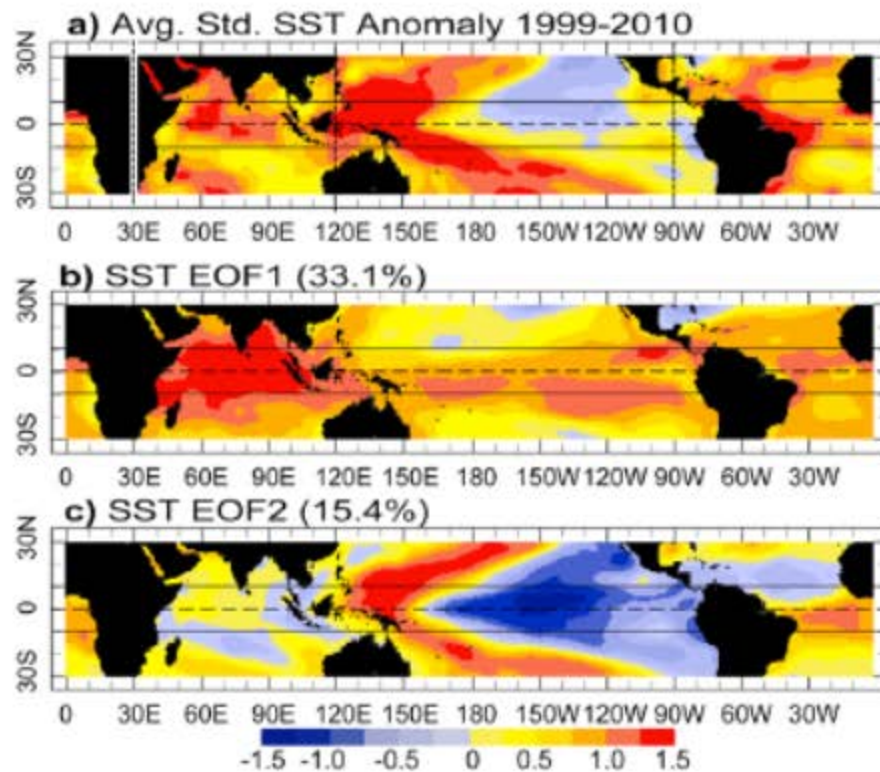 a) Avg. Std. SST Anomaly 1999-2010
30N
0
30S
0 30E 60E 90E 120E 150E 180 150W 120W 90W 60W 30W
b) SST EOF1 (33.1%)
30N
0
30S
0 30E 60E 90E 120E 150E 180 150W 120W 90W 60W 30W
c) SST EOF2 (15.4%)
30N
0
30S
0 30E 60E 90E 120E 150E 180 150W 120W 90W 60W 30W
-1.5 -1.0 -0.5 0 0.5 1.0 1.5